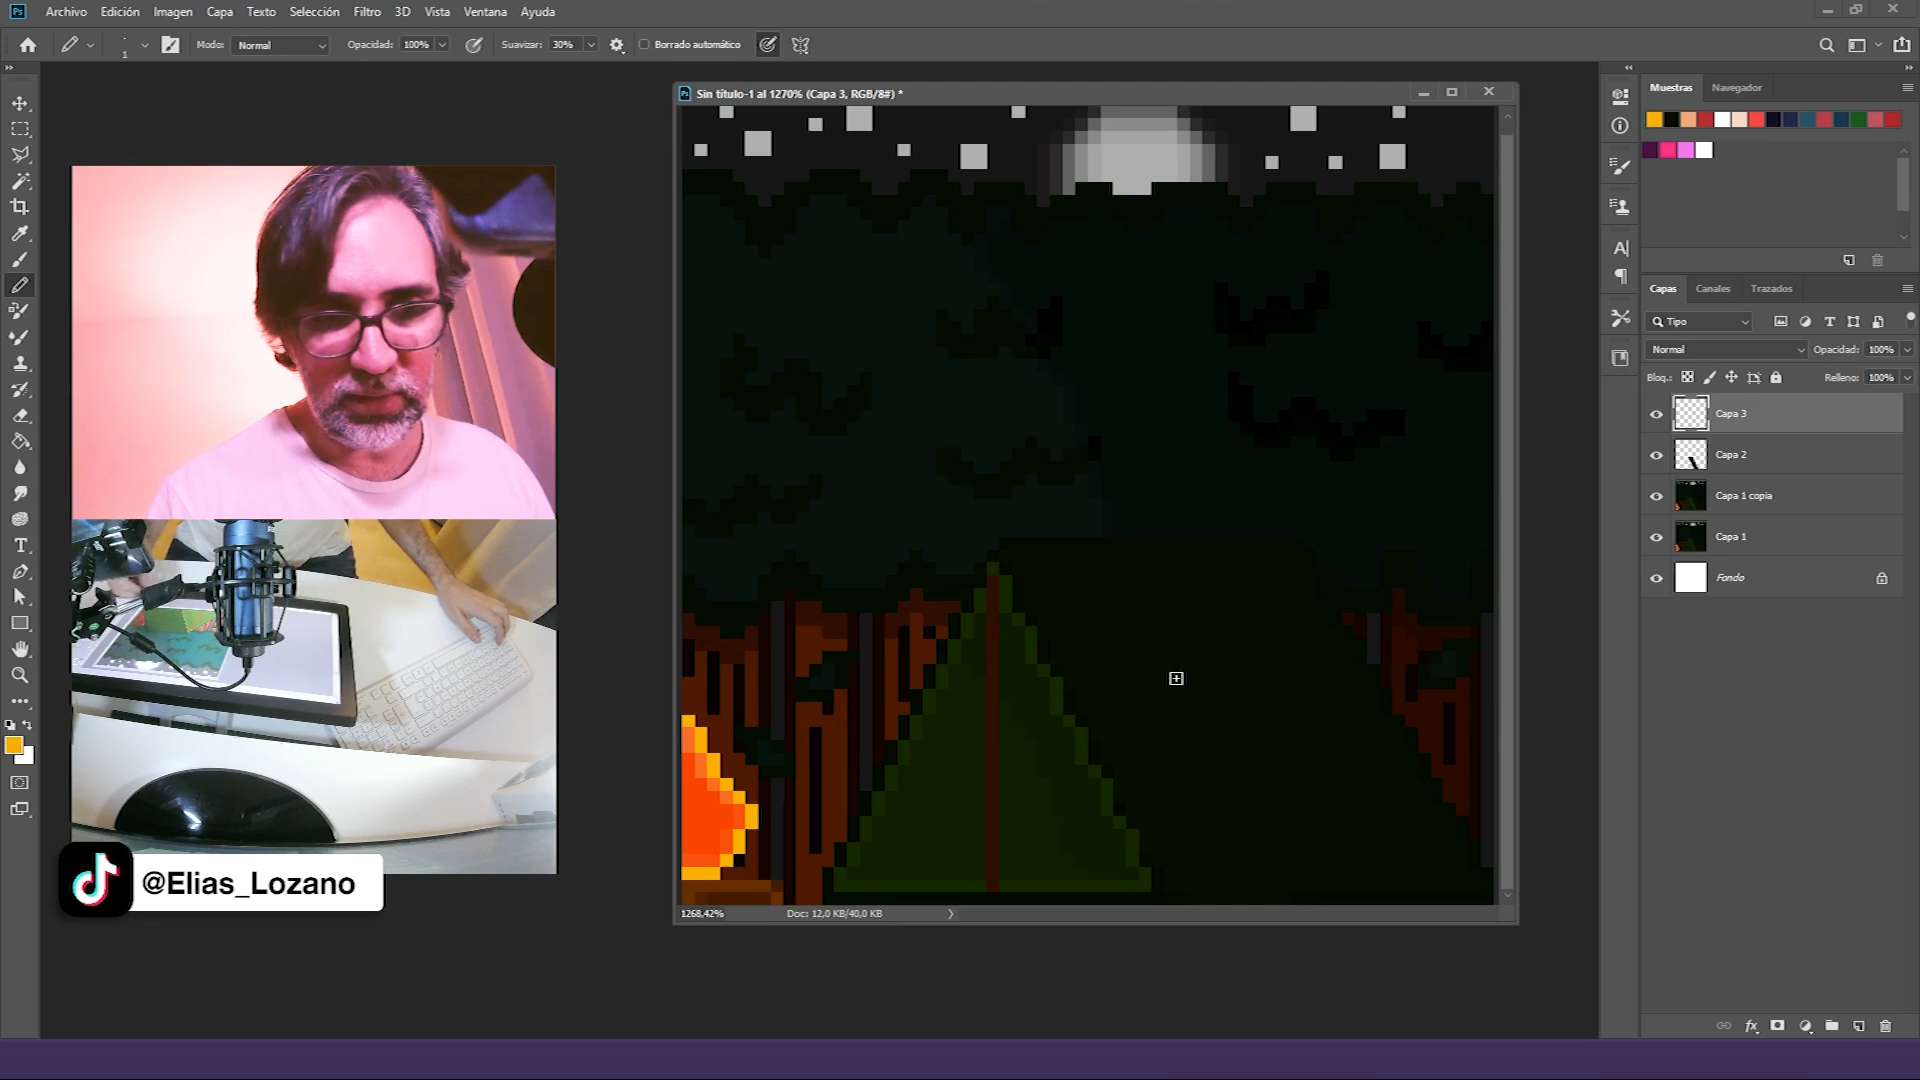 Ps Archivo Edición Imagen Capa Texto Selección Filtro 3D Vista Ventana Ayuda
1 Modo: Normal Opacidad: 100% Suavizar: 30% Borrado automático
Sin título-1 al 1270% (Capa 3, RGB/8#) *
Muestras Navegador
Capas Canales Trazados
Tipo
Normal Opacidad: 100%
Bloq.: Relleno: 100%
Capa 3
Capa 2
Capa 1 copia
Capa 1
Fondo
@Elias_Lozano
1268,42% Doc: 12,0 KB/40,0 KB
fx